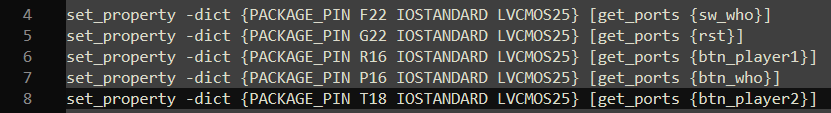 4 set_property -dict {PACKAGE_PIN F22 IOSTANDARD LVCMOS25} [get_ports {sw_who}]
5 set_property -dict {PACKAGE_PIN G22 IOSTANDARD LVCMOS25} [get_ports {rst}]
6 set_property -dict {PACKAGE_PIN R16 IOSTANDARD LVCMOS25} [get_ports {btn_player1}]
7 set_property -dict {PACKAGE_PIN P16 IOSTANDARD LVCMOS25} [get_ports {btn_who}]
8 set_property -dict {PACKAGE_PIN T18 IOSTANDARD LVCMOS25} [get_ports {btn_player2}]